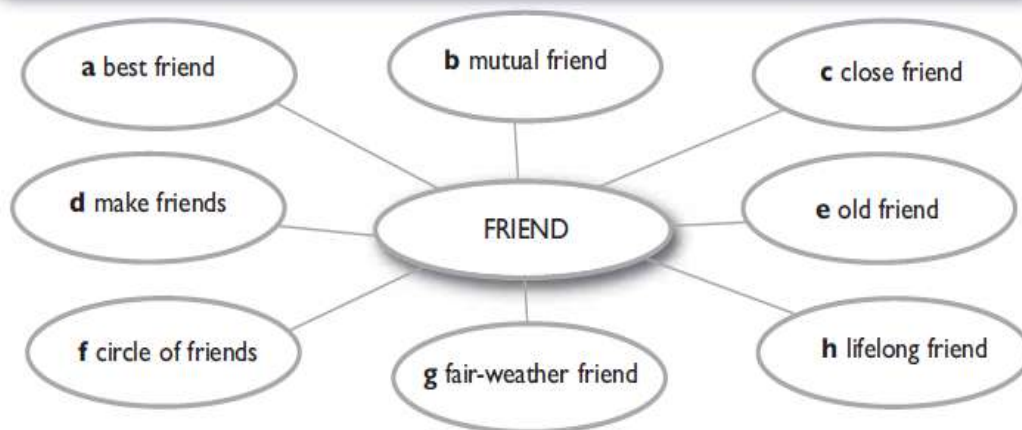 a best friend
b mutual friend
c close friend
d make friends
FRIEND
e old friend
f circle of friends
g fair-weather friend
h lifelong friend